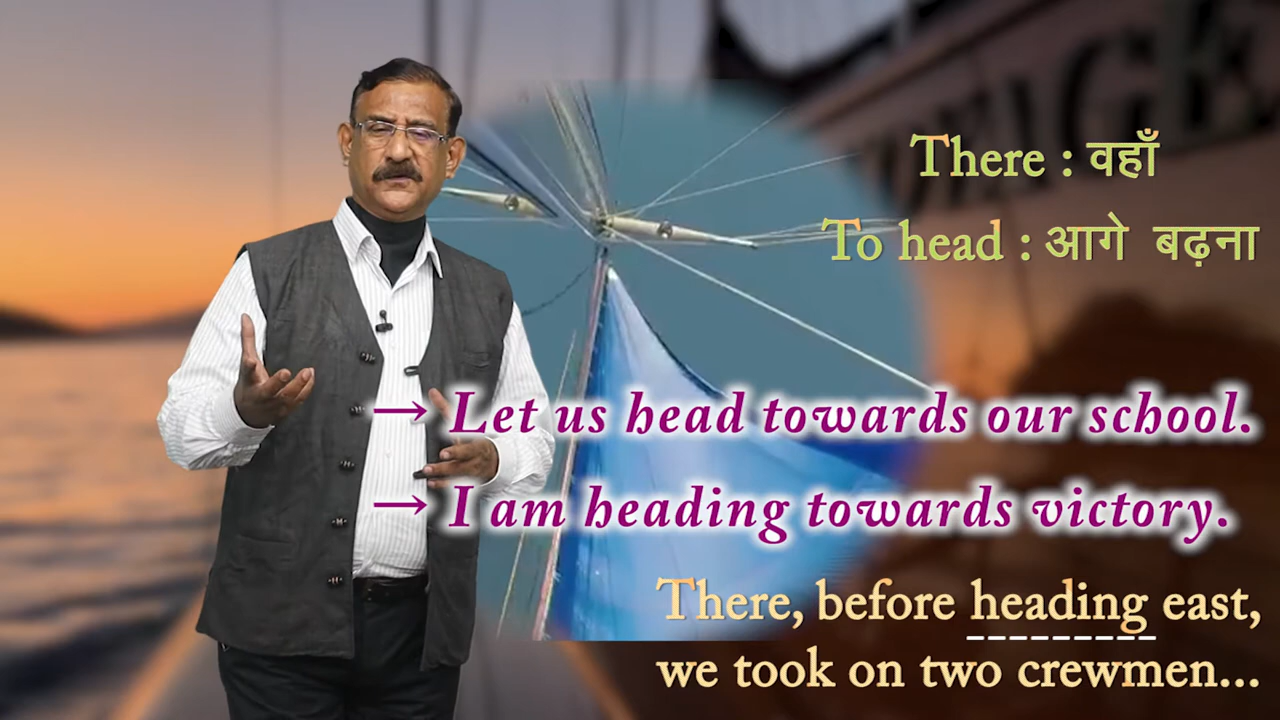 There : वहाँ
To head : आगे बढ़ना
→ Let us head towards our school.
→ I am heading towards victory.
There, before heading east,
we took on two crewmen...